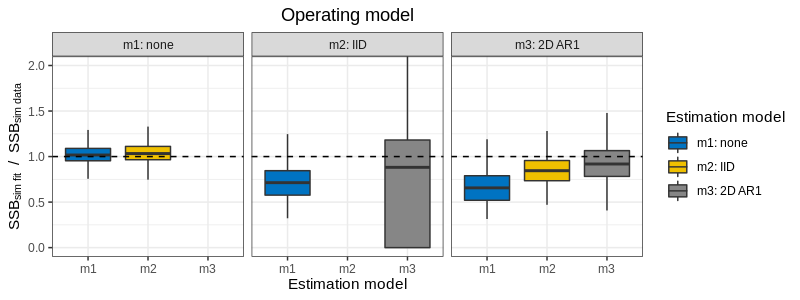 Operating model
m1: none
m2: IID
m3: 2D AR1
SSBsim fit / SSBsim data
2.0
1.5
1.0
0.5
0.0
m1 m2 m3
m1 m2 m3
m1 m2 m3
Estimation model
Estimation model
m1: none
m2: IID
m3: 2D AR1